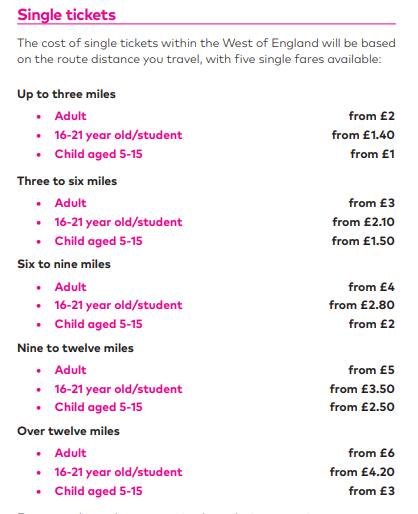 Single tickets
The cost of single tickets within the West of England will be based
on the route distance you travel, with five single fares available:
Up to three miles
• Adult from £2
• 16-21 year old/student from £1.40
• Child aged 5-15 from £1
Three to six miles
• Adult from £3
• 16-21 year old/student from £2.10
• Child aged 5-15 from £1.50
Six to nine miles
• Adult from £4
• 16-21 year old/student from £2.80
• Child aged 5-15 from £2
Nine to twelve miles
• Adult from £5
• 16-21 year old/student from £3.50
• Child aged 5-15 from £2.50
Over twelve miles
• Adult from £6
• 16-21 year old/student from £4.20
• Child aged 5-15 from £3